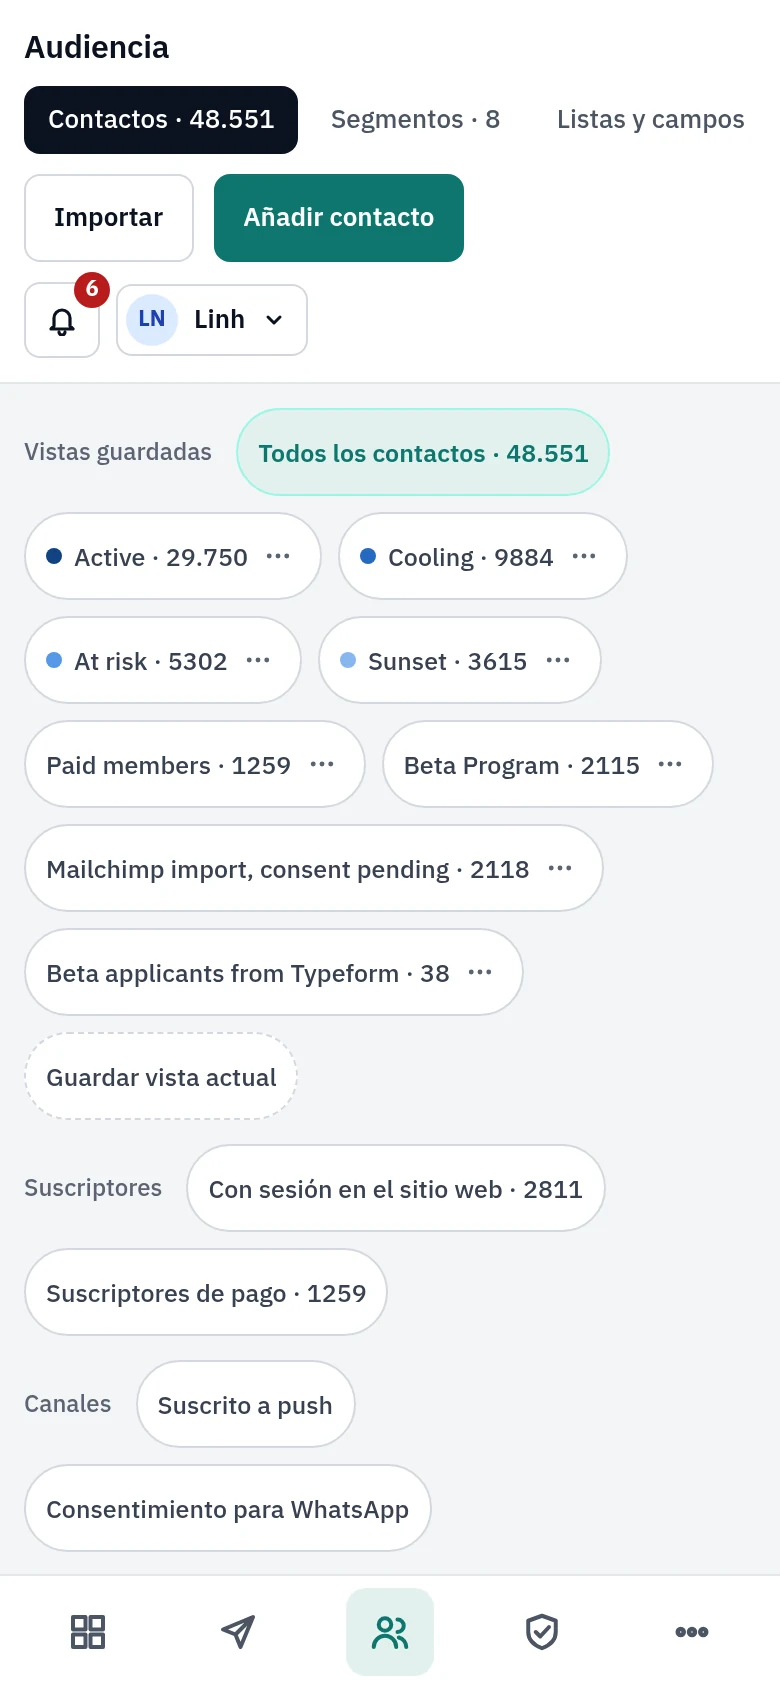 Audiencia
Contactos · 48.551
Segmentos · 8
Listas y campos
Importar
Añadir contacto
6
LN
Linh
Vistas guardadas
Todos los contactos · 48.551
Active · 29.750
Cooling · 9884
At risk · 5302
Sunset · 3615
Paid members · 1259
Beta Program · 2115
Mailchimp import, consent pending · 2118
Beta applicants from Typeform · 38
Guardar vista actual
Suscriptores
Con sesión en el sitio web · 2811
Suscriptores de pago · 1259
Canales
Suscrito a push
Consentimiento para WhatsApp